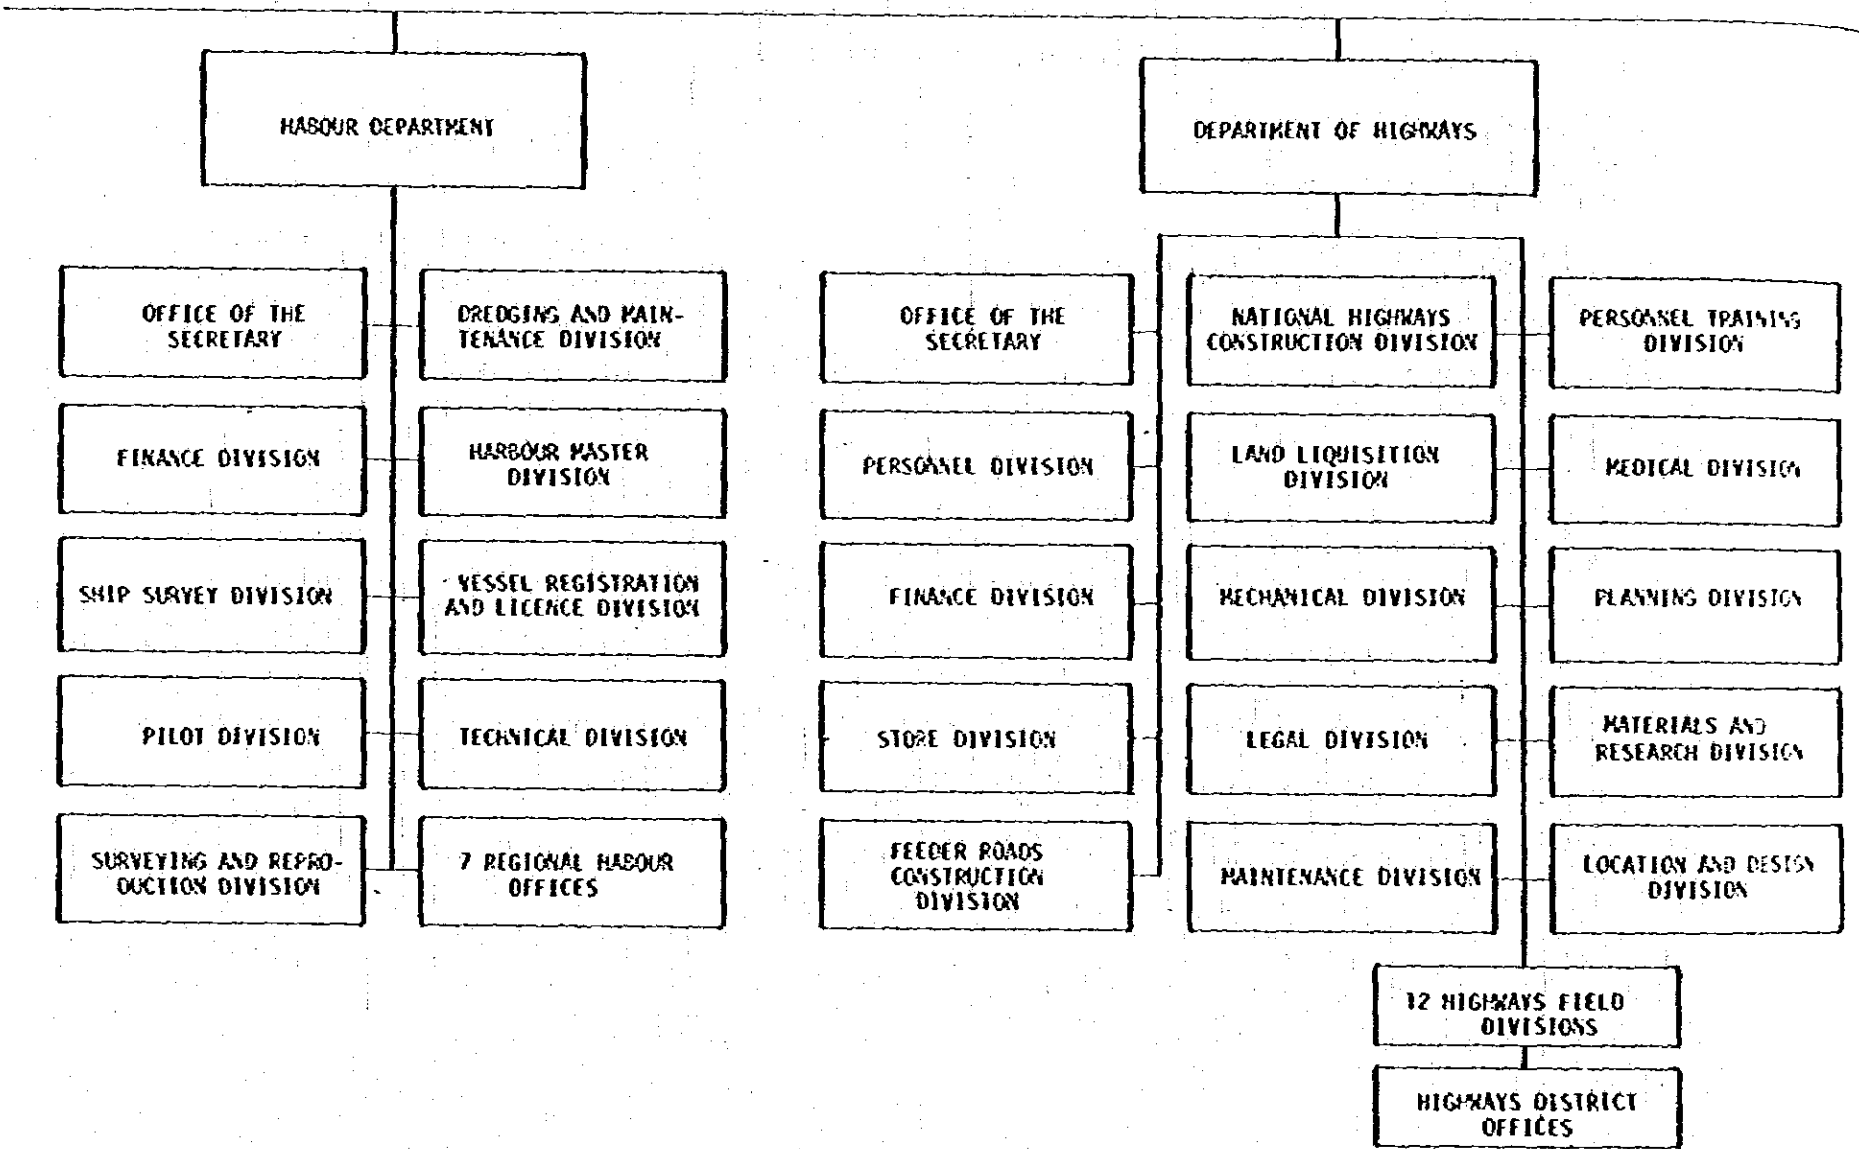 HABOUR DEPARTMENT
OFFICE OF THE
SECRETARY
DREDGING AND MAIN-
TENANCE DIVISION
FINANCE DIVISION
HARBOUR MASTER
DIVISION
SHIP SURVEY DIVISION
VESSEL REGISTRATION
AND LICENCE DIVISION
PILOT DIVISION
TECHNICAL DIVISION
SURVEYING AND REPRO-
DUCTION DIVISION
7 REGIONAL HABOUR
OFFICES
DEPARTMENT OF HIGHWAYS
OFFICE OF THE
SECRETARY
NATIONAL HIGHWAYS
CONSTRUCTION DIVISION
PERSONNEL TRAINING
DIVISION
PERSONNEL DIVISION
LAND LIQUISITION
DIVISION
MEDICAL DIVISION
FINANCE DIVISION
MECHANICAL DIVISION
PLANNING DIVISION
STORE DIVISION
LEGAL DIVISION
MATERIALS AND
RESEARCH DIVISION
FEEDER ROADS
CONSTRUCTION
DIVISION
MAINTENANCE DIVISION
LOCATION AND DESIGN
DIVISION
12 HIGHWAYS FIELD
DIVISIONS
HIGHWAYS DISTRICT
OFFICES